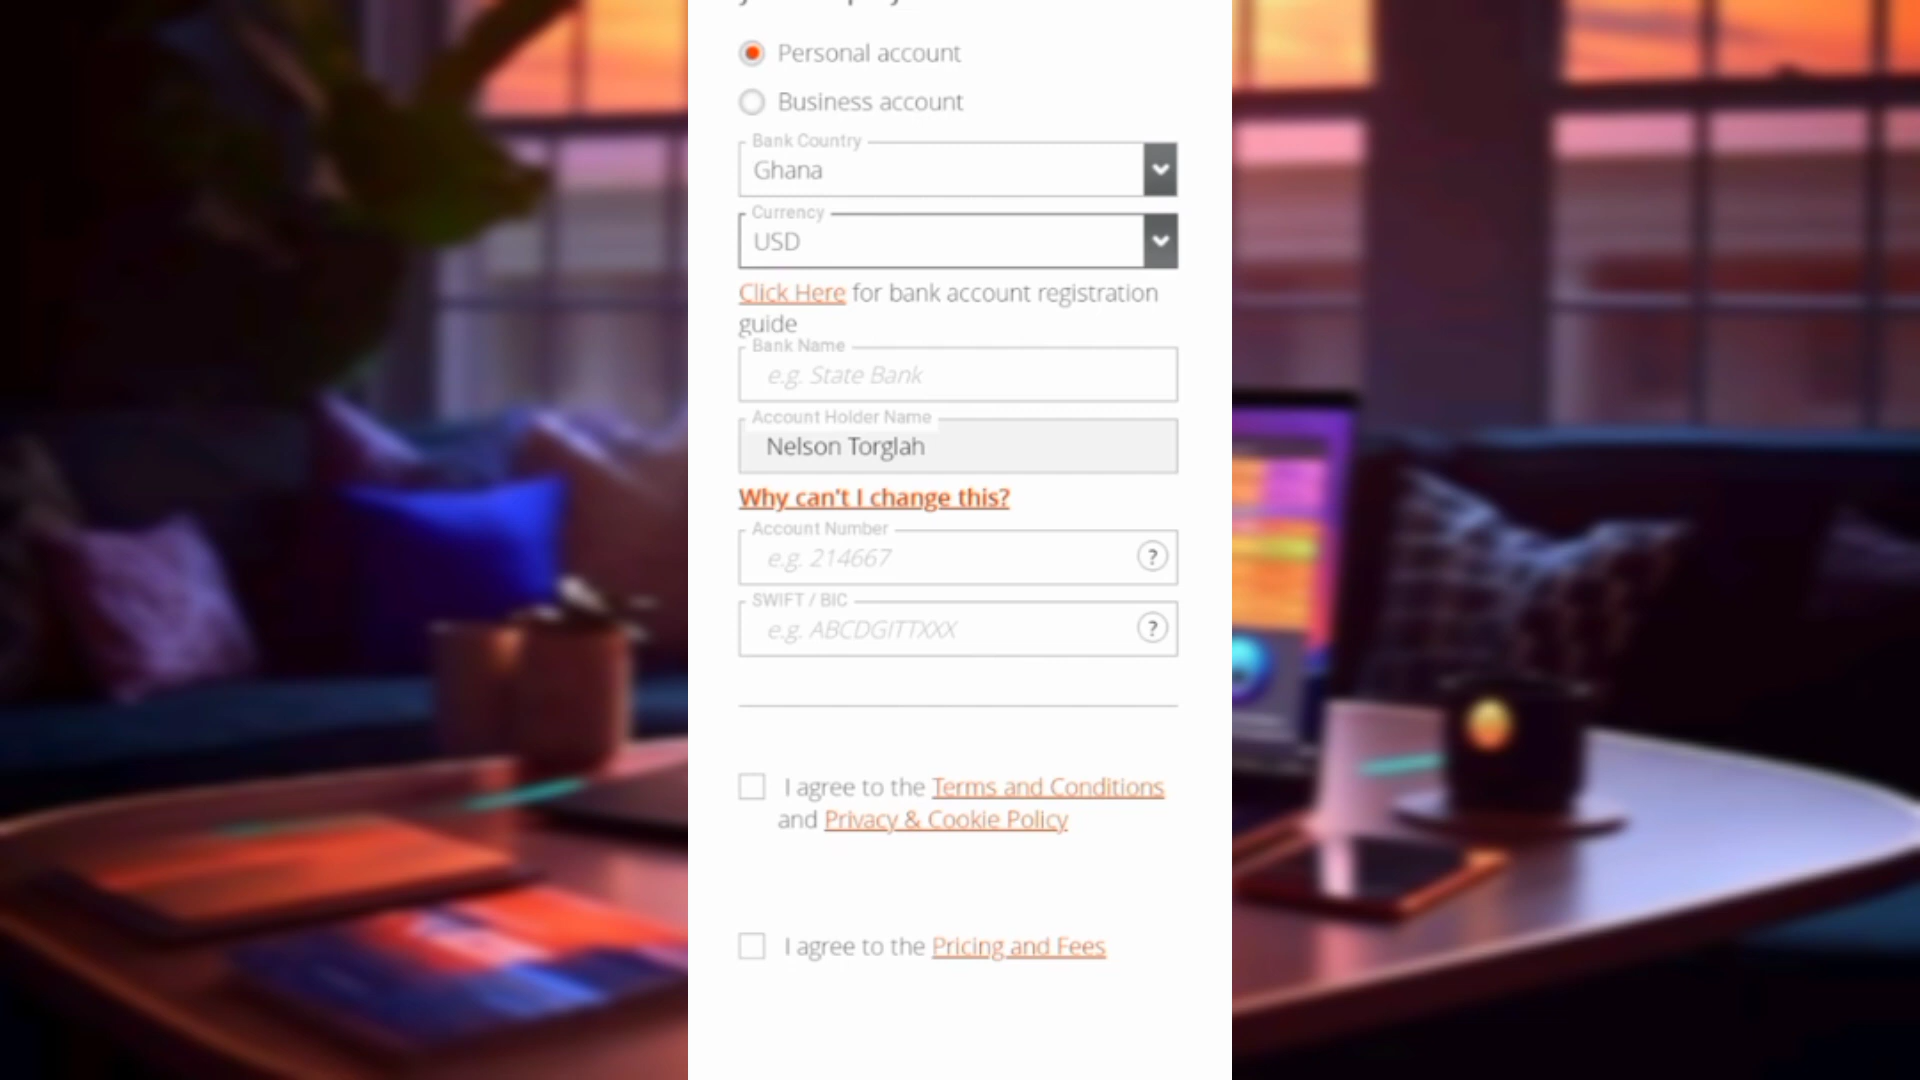 Personal account
Business account
Bank Country
Ghana
Currency
USD
Click Here for bank account registration
guide
Bank Name
e.g. State Bank
Account Holder Name
Nelson Torglah
Why can't I change this?
Account Number
e.g. 214667
?
SWIFT / BIC
e.g. ABCDGITTXXX
?
I agree to the Terms and Conditions
and Privacy & Cookie Policy
I agree to the Pricing and Fees